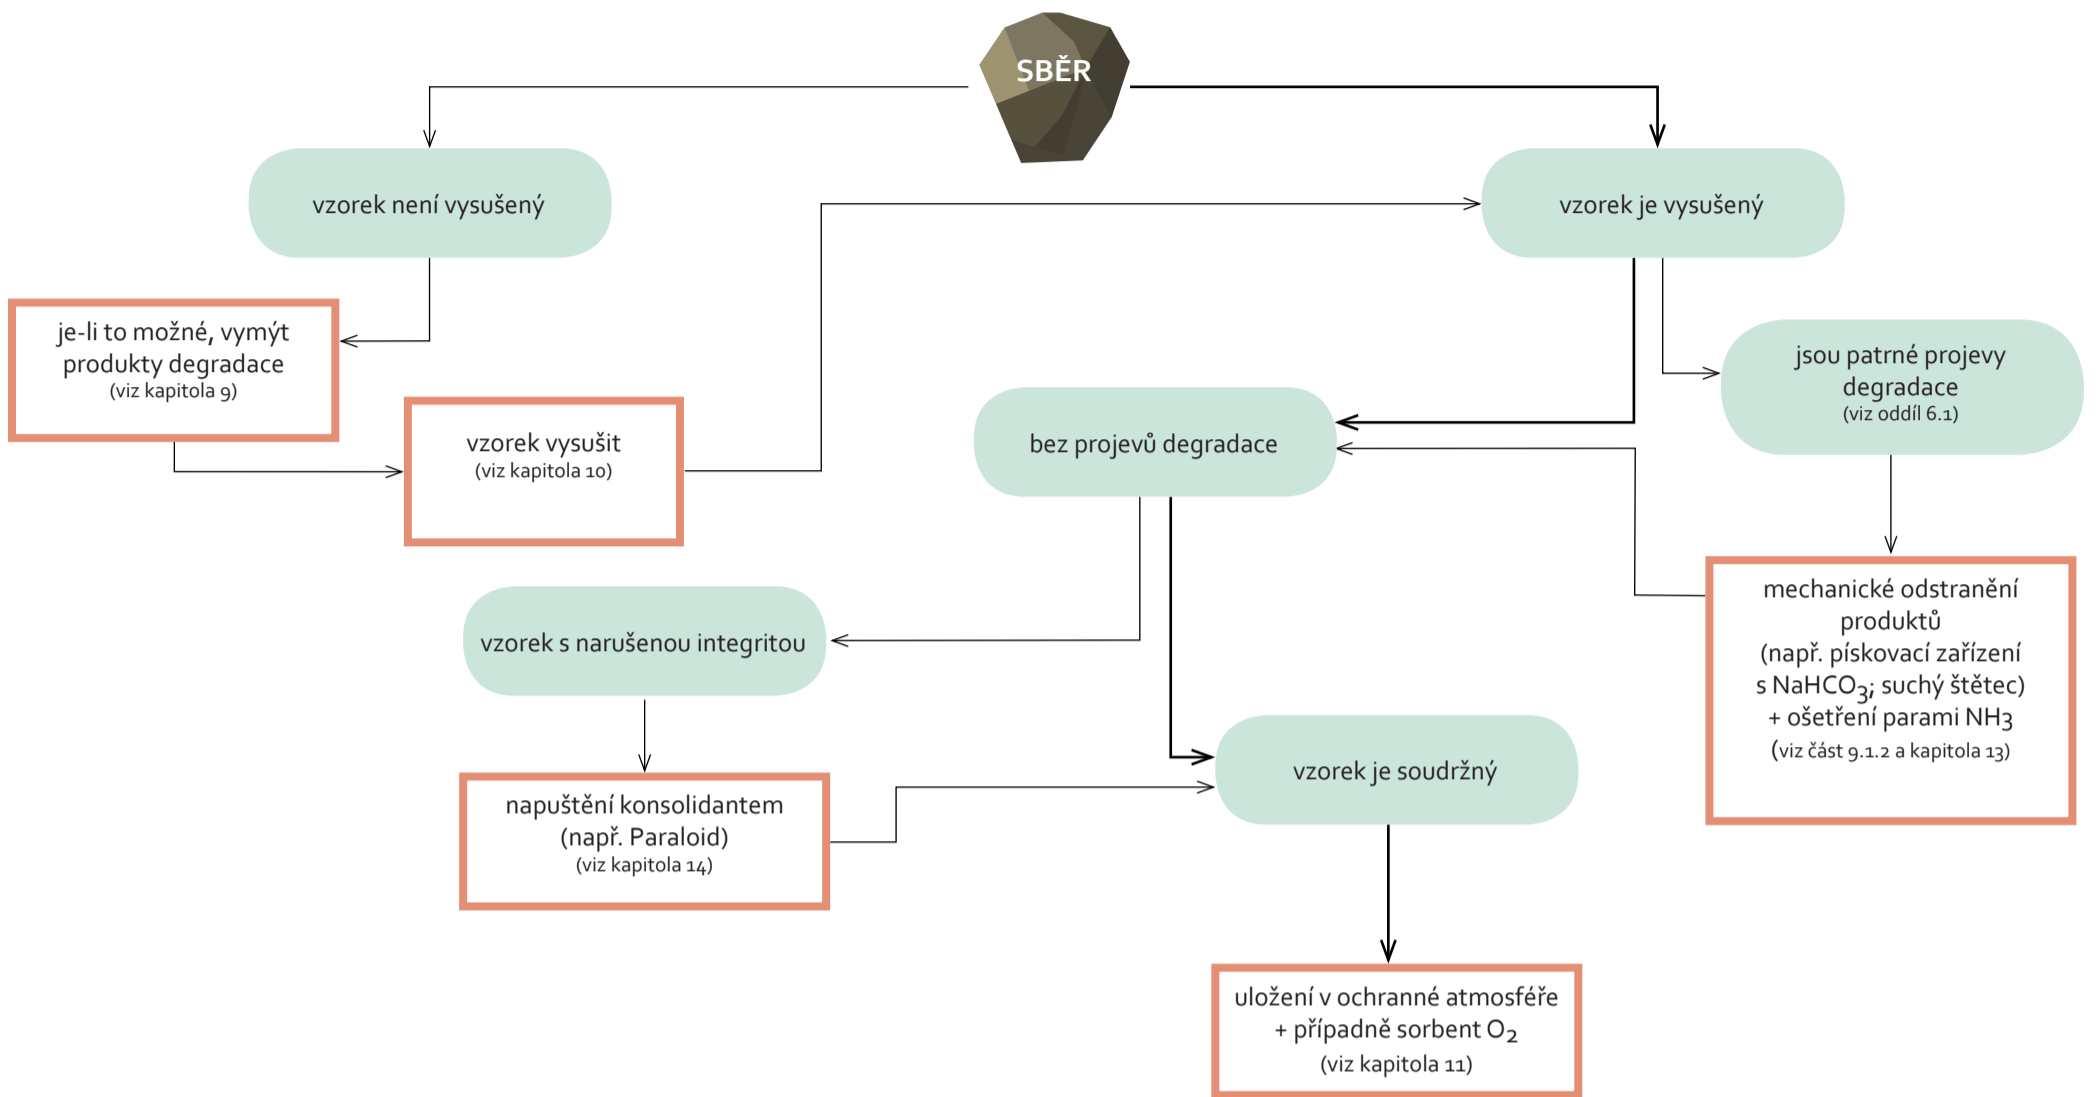 SBĚR
vzorek není vysušený
vzorek je vysušený
je-li to možné, vymýt
produkty degradace
(viz kapitola 9)
jsou patrné projevy
degradace
(viz oddíl 6.1)
vzorek vysušit
(viz kapitola 10)
bez projevů degradace
mechanické odstranění
produktů
(např. pískovací zařízení
s NaHCO₃; suchý štětec)
+ ošetření parami NH3
(viz část 9.1.2 a kapitola 13)
vzorek s narušenou integritou
vzorek je soudržný
napuštění konsolidantem
(např. Paraloid)
(viz kapitola 14)
uložení v ochranné atmosféře
+ případně sorbent O₂
(viz kapitola 11)